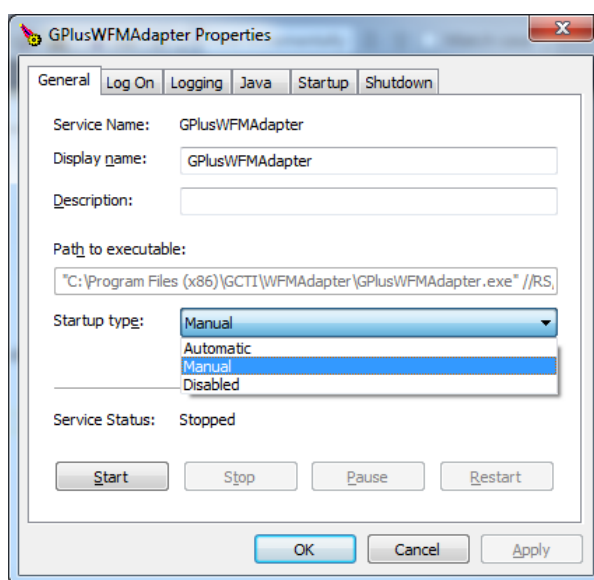 GPlusWFMAdapter Properties
General Log On Logging Java Startup Shutdown
Service Name: GPlusWFMAdapter
Display name: GPlusWFMAdapter
Description:
Path to executable:
"C:\Program Files (x86)\GCTI\WFMAdapter\GPlusWFMAdapter.exe" //RS,
Startup type: Manual
Automatic
Manual
Disabled
Service Status: Stopped
Start Stop Pause Restart
OK Cancel Apply